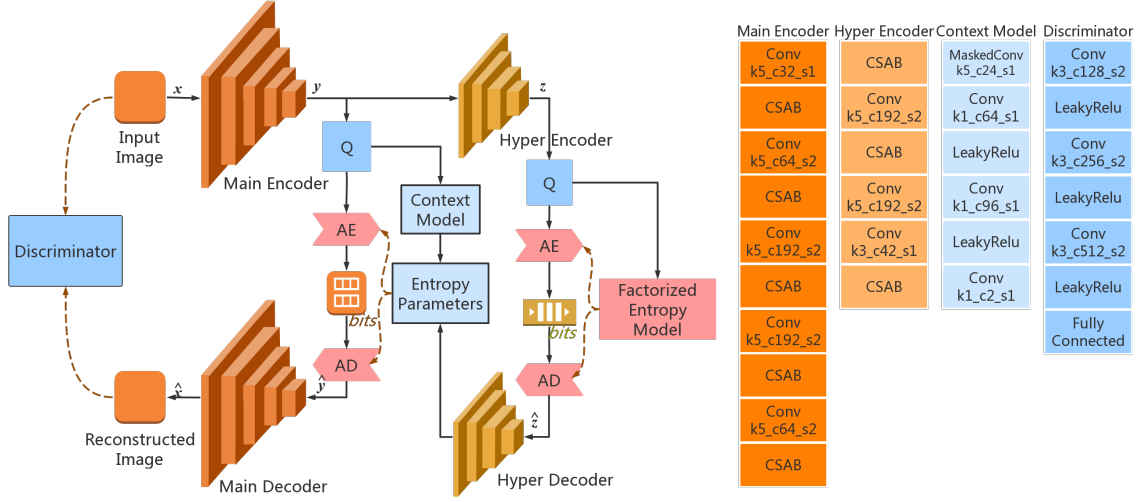 x
y
z
Input
Image
Main Encoder
Q
Hyper Encoder
Context
Model
Q
Discriminator
AE
AE
Entropy
Parameters
Factorized
Entropy
Model
bits
bits
AD
AD
x̂
ŷ
ẑ
Reconstructed
Image
Main Decoder
Hyper Decoder
Main Encoder
Conv
k5_c32_s1
CSAB
Conv
k5_c64_s2
CSAB
Conv
k5_c192_s2
CSAB
Conv
k5_c192_s2
CSAB
Conv
k5_c64_s2
CSAB
Hyper Encoder
CSAB
Conv
k5_c192_s2
CSAB
Conv
k5_c192_s2
Conv
k3_c42_s1
CSAB
Context Model
MaskedConv
k5_c24_s1
Conv
k1_c64_s1
LeakyRelu
Conv
k1_c96_s1
LeakyRelu
Conv
k1_c2_s1
Discriminator
Conv
k3_c128_s2
LeakyRelu
Conv
k3_c256_s2
LeakyRelu
Conv
k3_c512_s2
LeakyRelu
Fully
Connected